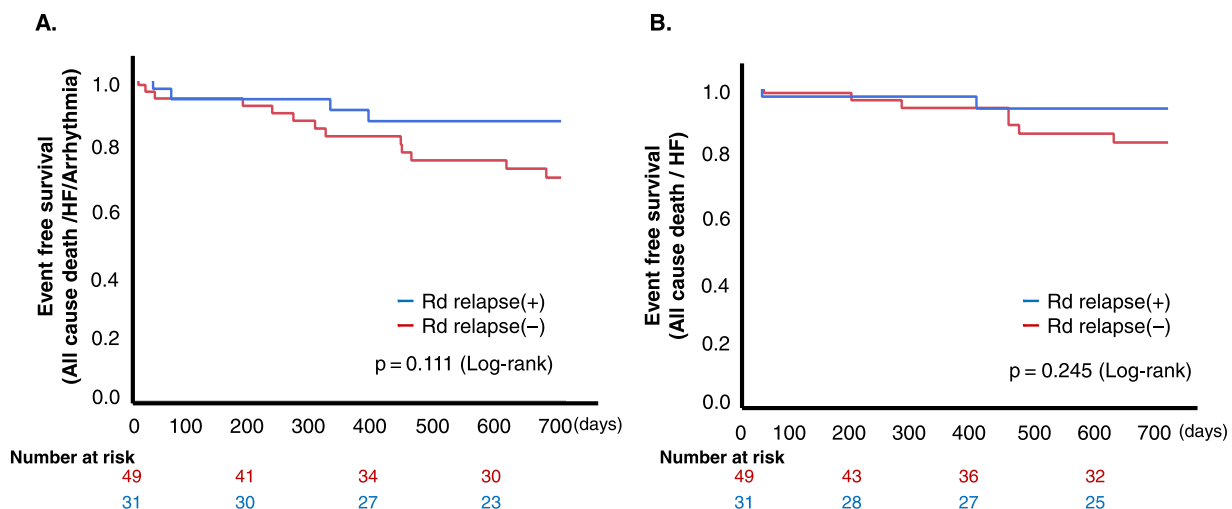 A.
Event free survival
(All cause death /HF/Arrhythmia)
1.0
0.8
0.6
0.4
0.2
0.0
Rd relapse(+)
Rd relapse(−)
p = 0.111 (Log-rank)
0 100 200 300 400 500 600 700 (days)
Number at risk
49 41 34 30
31 30 27 23
B.
Event free survival
(All cause death / HF)
1.0
0.8
0.6
0.4
0.2
0.0
Rd relapse(+)
Rd relapse(−)
p = 0.245 (Log-rank)
0 100 200 300 400 500 600 700 (days)
Number at risk
49 43 36 32
31 28 27 25